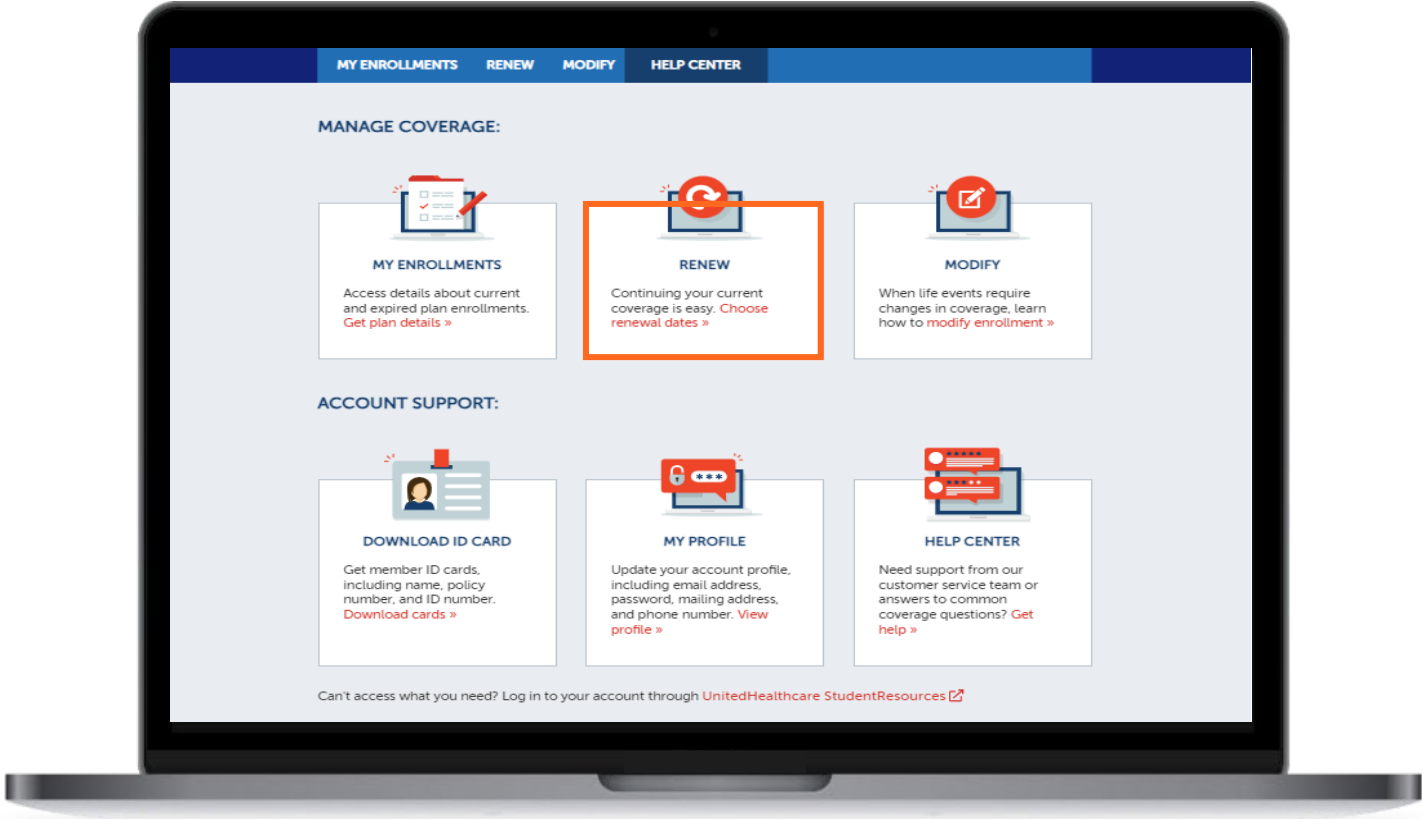 MY ENROLLMENTS RENEW MODIFY HELP CENTER
MANAGE COVERAGE:
MY ENROLLMENTS
Access details about current
and expired plan enrollments.
Get plan details »
RENEW
Continuing your current
coverage is easy. Choose
renewal dates »
MODIFY
When life events require
changes in coverage, learn
how to modify enrollment »
ACCOUNT SUPPORT:
DOWNLOAD ID CARD
Get member ID cards,
including name, policy
number, and ID number.
Download cards »
***
MY PROFILE
Update your account profile,
including email address,
password, mailing address,
and phone number. View
profile »
HELP CENTER
Need support from our
customer service team or
answers to common
coverage questions? Get
help »
Can't access what you need? Log in to your account through UnitedHealthcare StudentResources